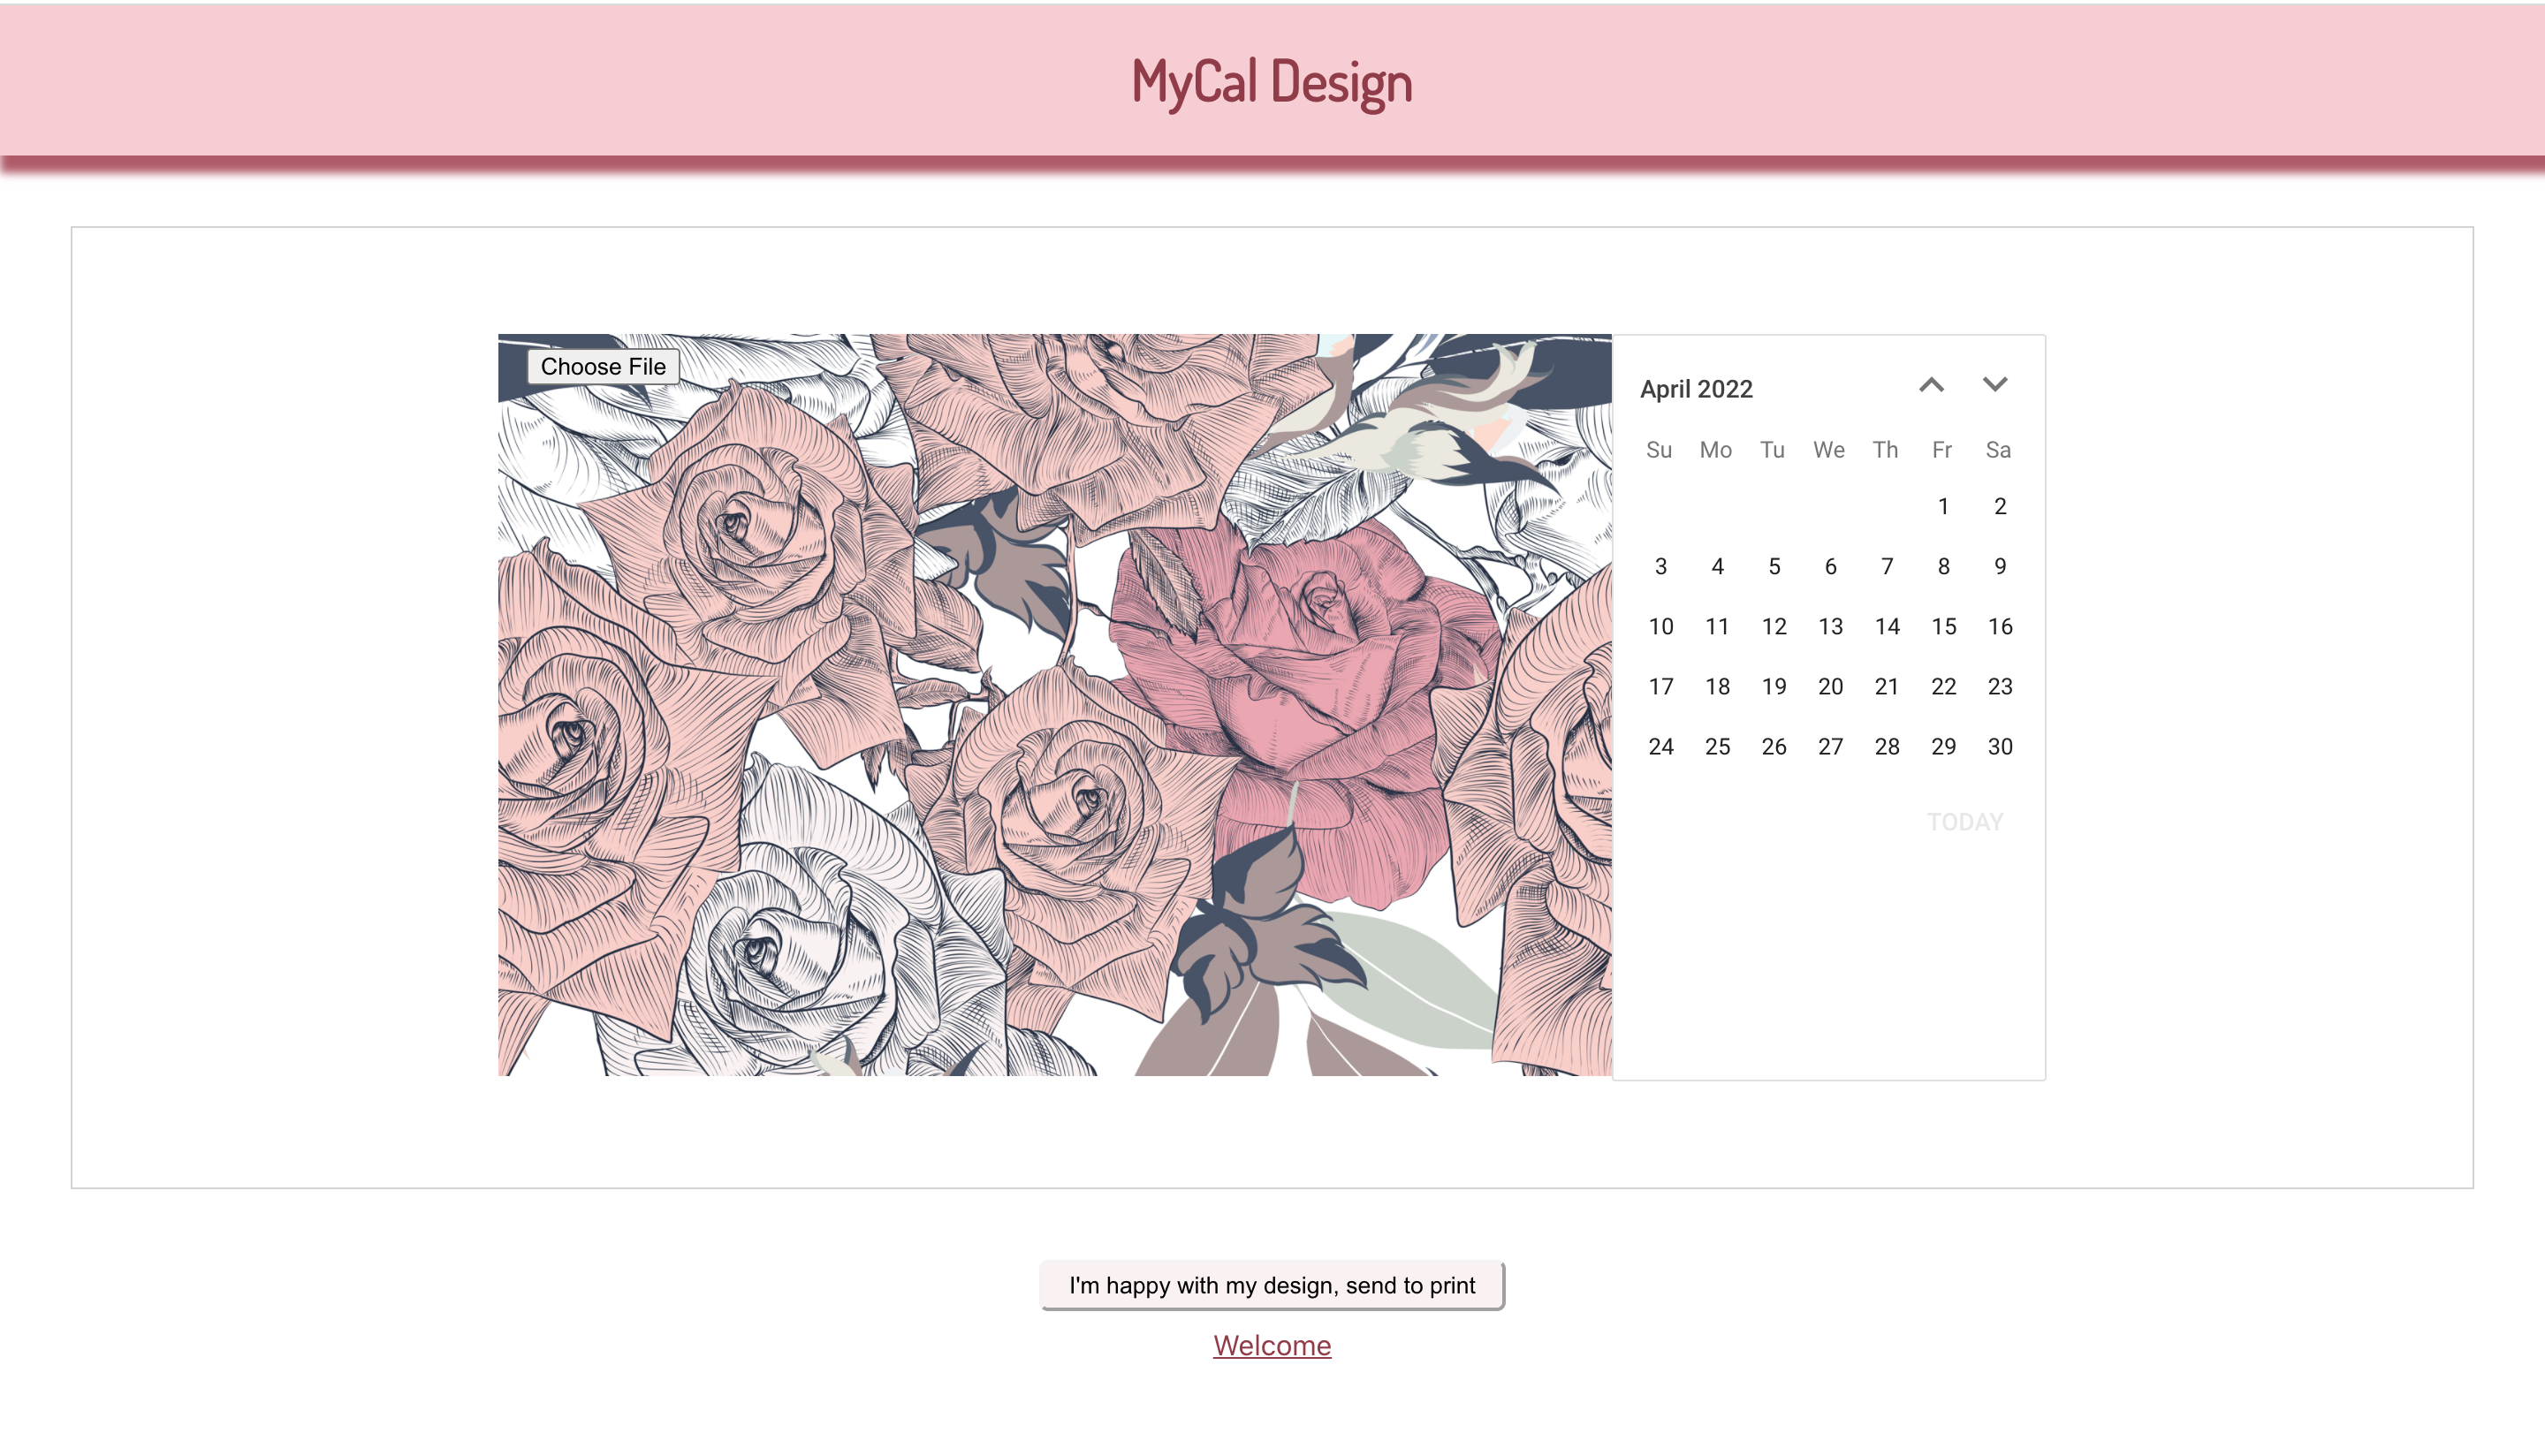 MyCal Design
Choose File
April 2022
Su Mo Tu We Th Fr Sa
1 2
3 4 5 6 7 8 9
10 11 12 13 14 15 16
17 18 19 20 21 22 23
24 25 26 27 28 29 30
TODAY
I'm happy with my design, send to print
Welcome